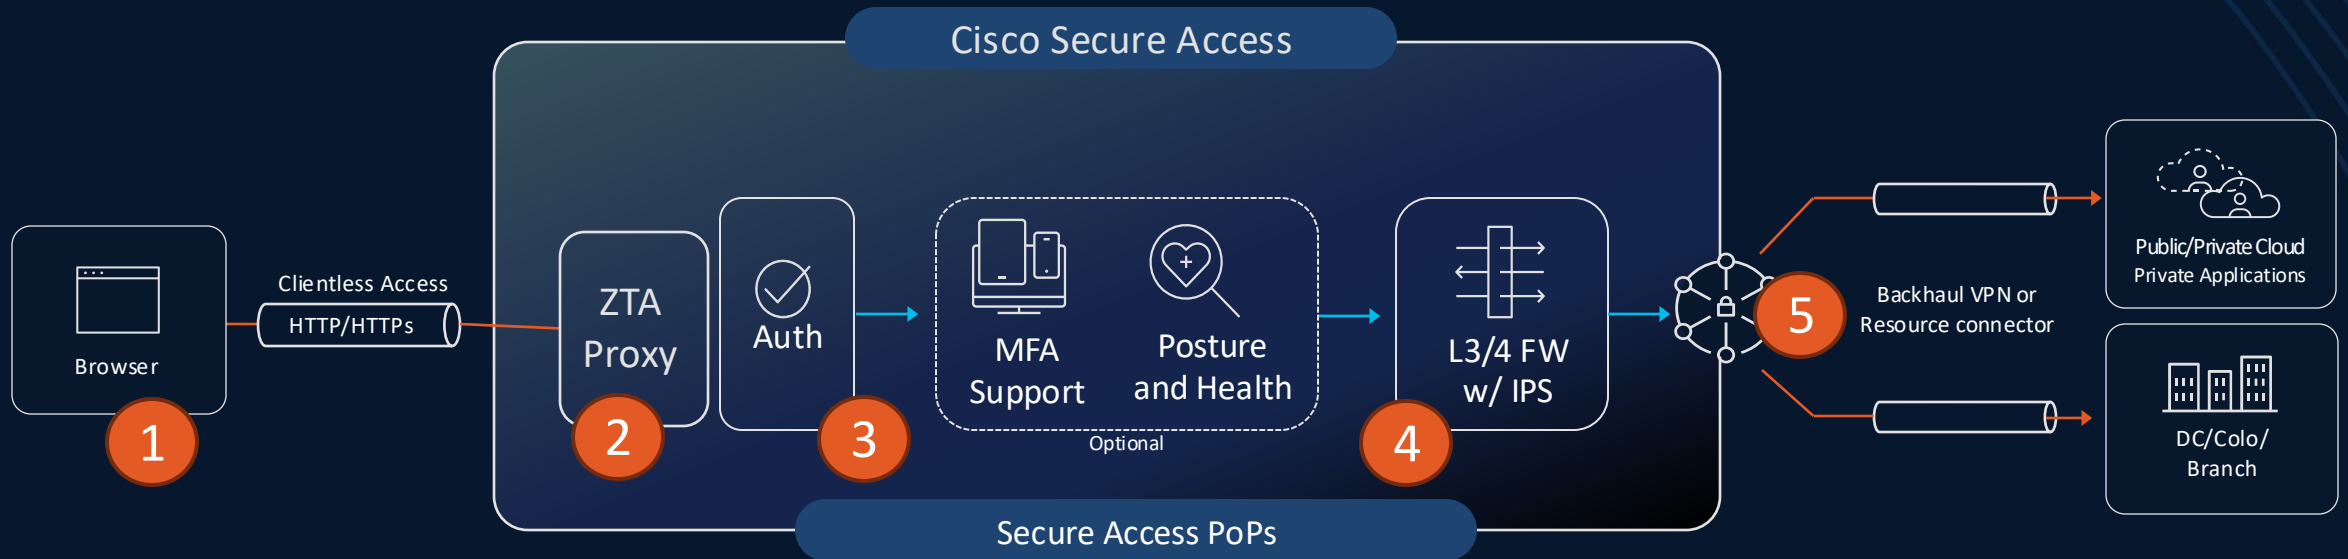 Cisco Secure Access
Browser
1
Clientless Access
HTTP/HTTPs
ZTA
Proxy
2
Auth
3
MFA
Support
Posture
and Health
Optional
L3/4 FW
w/ IPS
4
5
Backhaul VPN or
Resource connector
Public/Private Cloud
Private Applications
DC/Colo/
Branch
Secure Access PoPs